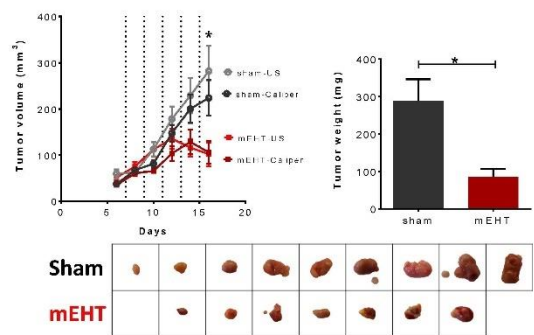 Tumor volume (mm³)
400
300
200
100
0
0
5
10
15
20
Days
*
sham-US
sham-Caliper
mEHT-US
mEHT-Caliper
Tumor weight (mg)
400
300
200
100
0
*
sham
mEHT
Sham
mEHT